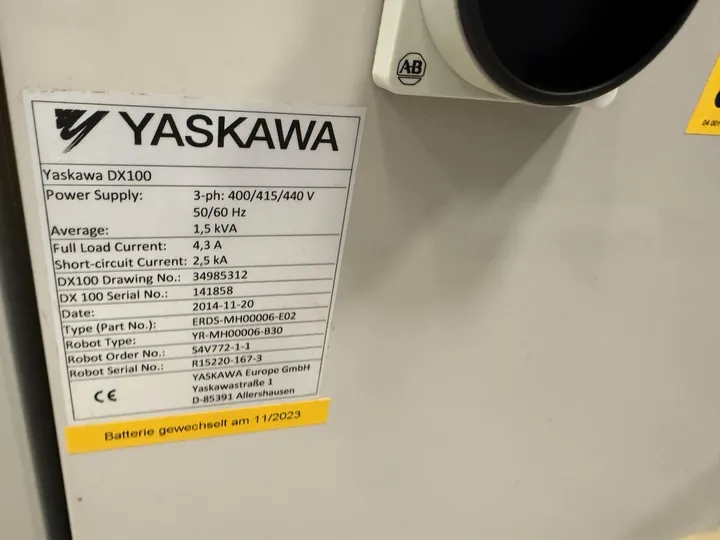 A-B
YASKAWA
Yaskawa DX100
Power Supply: 3-ph: 400/415/440 V
50/60 Hz
Average: 1,5 kVA
Full Load Current: 4,3 A
Short-circuit Current: 2,5 kA
DX100 Drawing No.: 34985312
DX 100 Serial No.: 141858
Date: 2014-11-20
Type (Part No.): ERDS-MH00006-E02
Robot Type: YR-MH00006-B30
Robot Order No.: S4V772-1-1
Robot Serial No.: R15220-167-3
YASKAWA Europe GmbH
Yaskawastraße 1
D-85391 Allershausen
CE
Batterie gewechselt am 11/2023